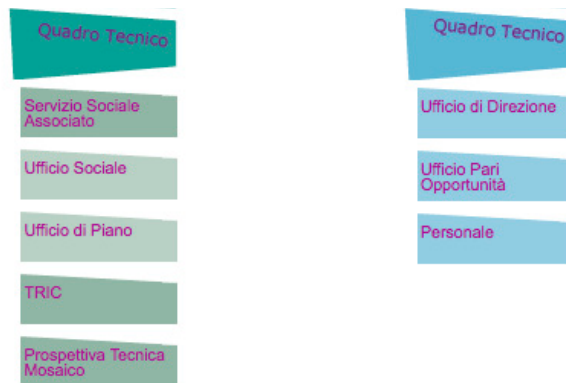 Quadro Tecnico
Servizio Sociale
Associato
Ufficio Sociale
Ufficio di Piano
TRIC
Prospettiva Tecnica
Mosaico
Quadro Tecnico
Ufficio di Direzione
Ufficio Pari
Opportunità
Personale